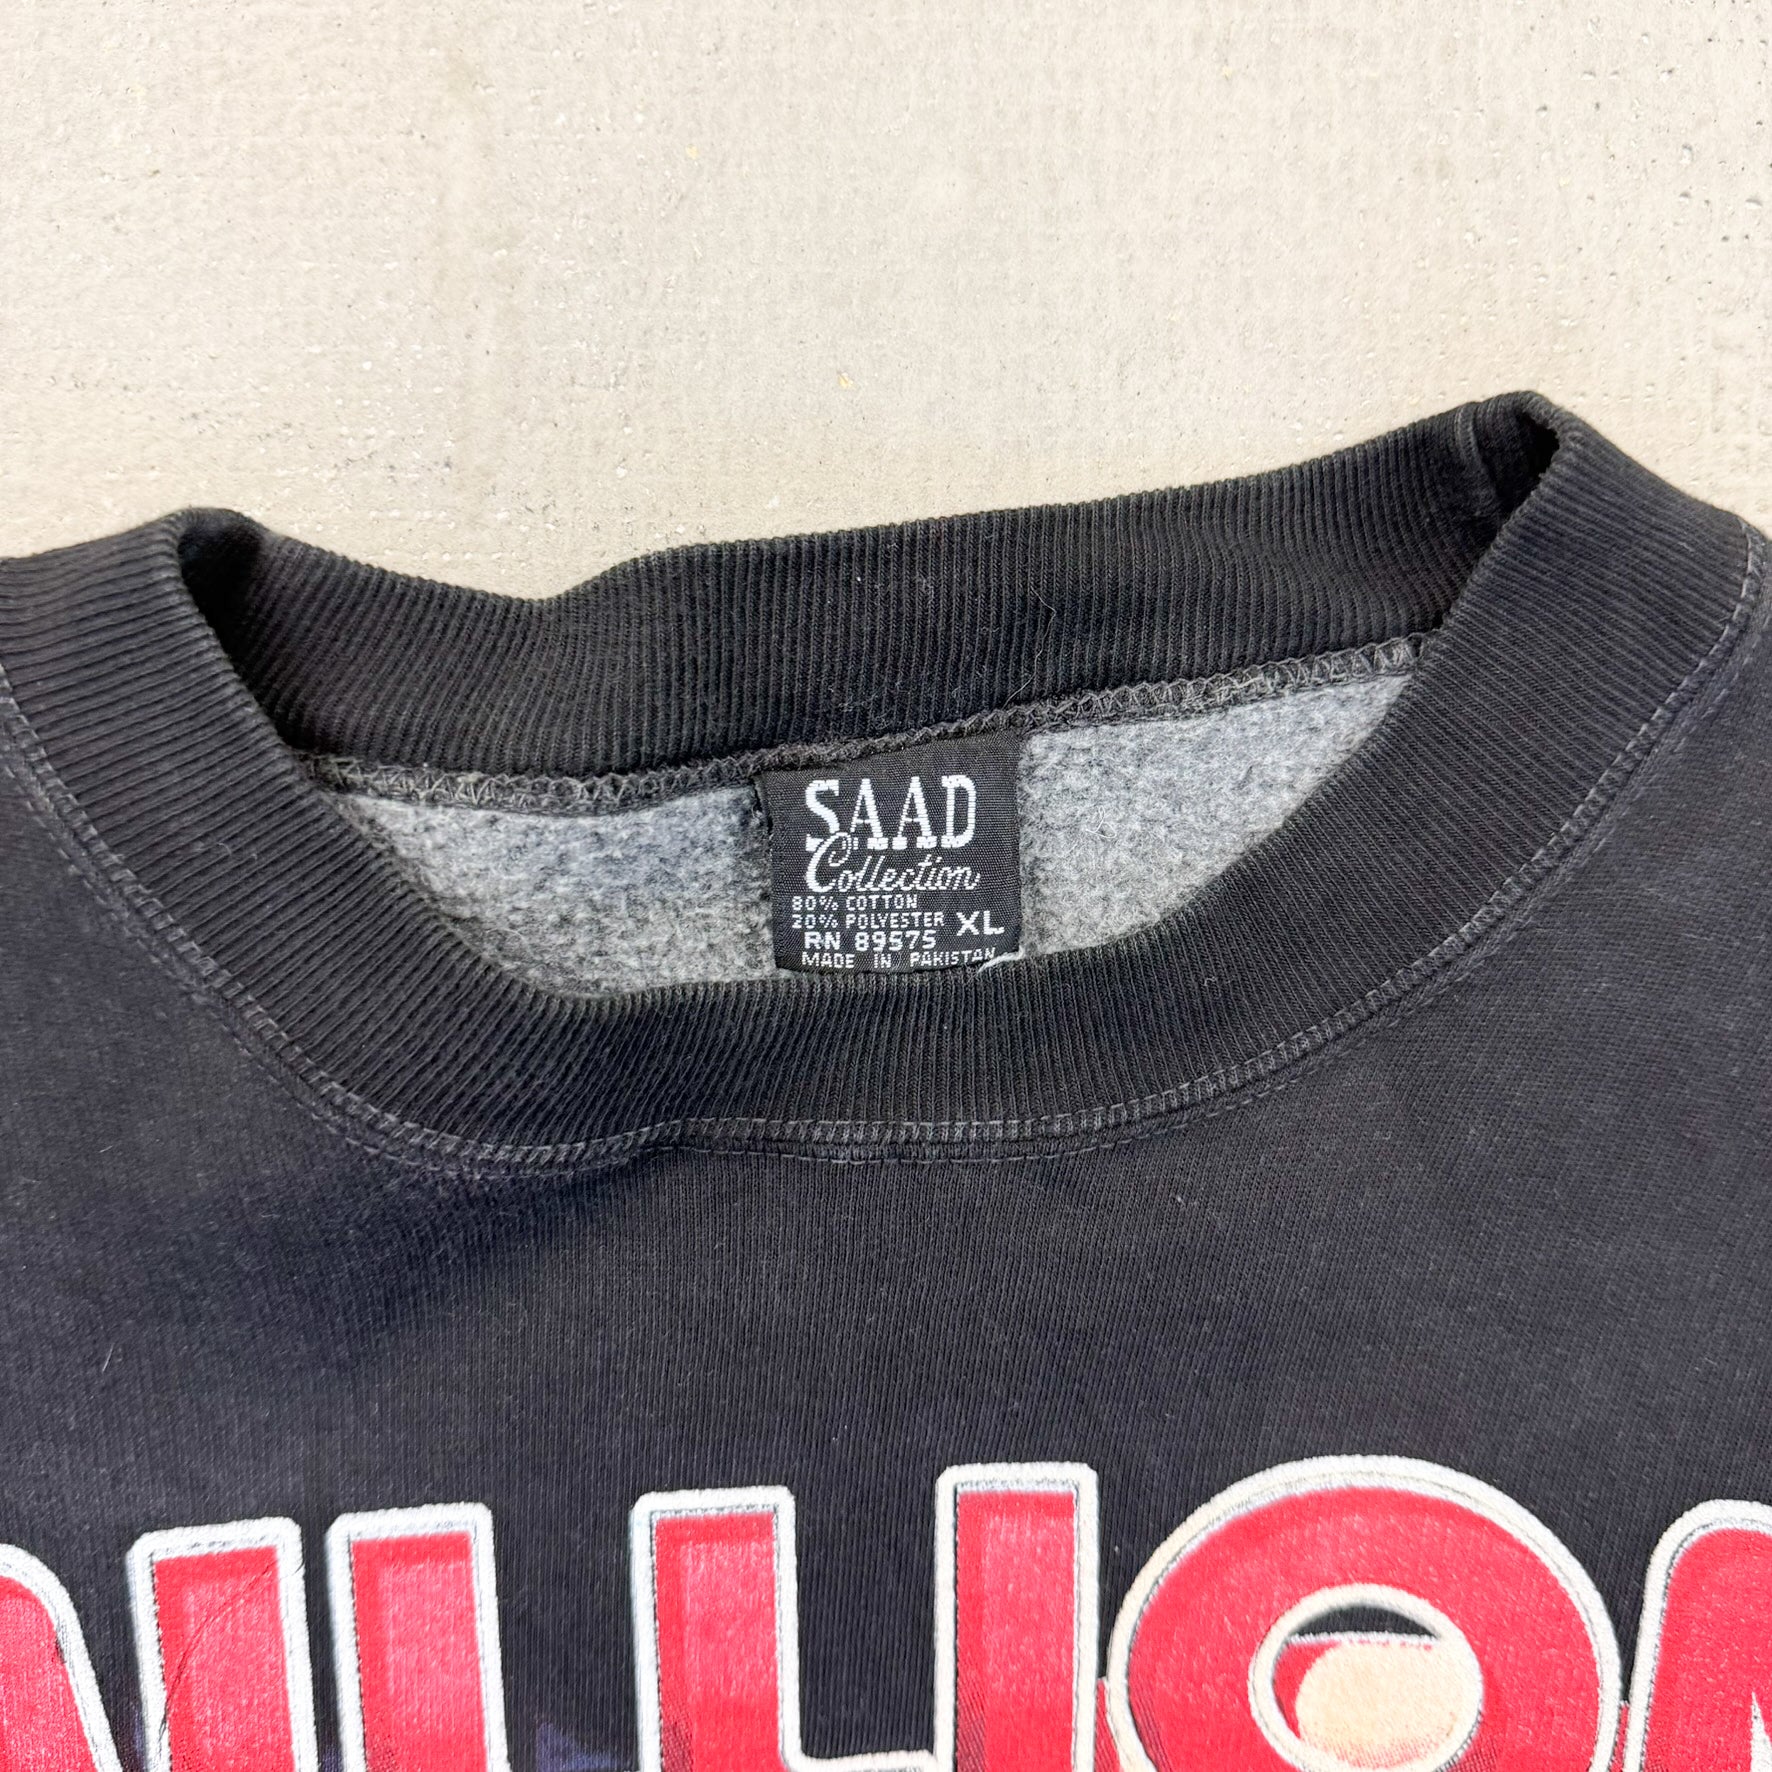 SAAD
Collection
80% COTTON
20% POLYESTER XL
RN 89575
MADE IN PAKISTAN